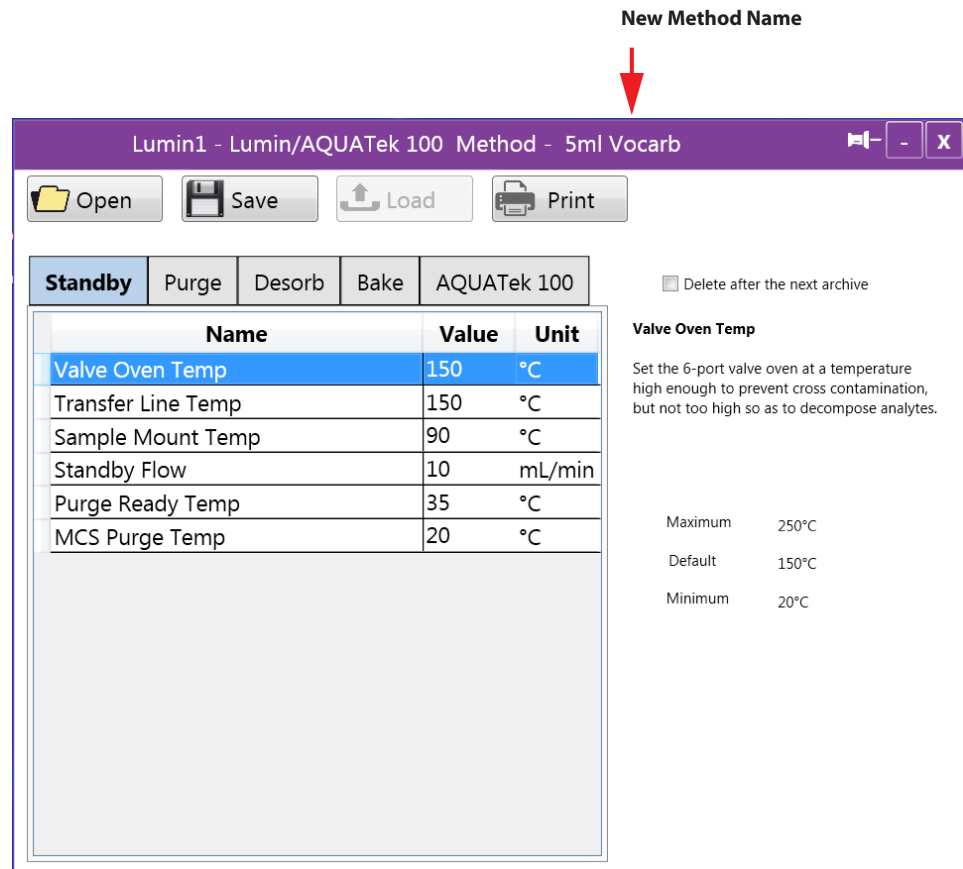 New Method Name
Lumin1 - Lumin/AQUATek 100 Method - 5ml Vocarb
- X
Open Save Load Print
Standby Purge Desorb Bake AQUATek 100
Delete after the next archive
Name Value Unit
Valve Oven Temp 150 °C
Transfer Line Temp 150 °C
Sample Mount Temp 90 °C
Standby Flow 10 mL/min
Purge Ready Temp 35 °C
MCS Purge Temp 20 °C
Valve Oven Temp
Set the 6-port valve oven at a temperature
high enough to prevent cross contamination,
but not too high so as to decompose analytes.
Maximum 250°C
Default 150°C
Minimum 20°C